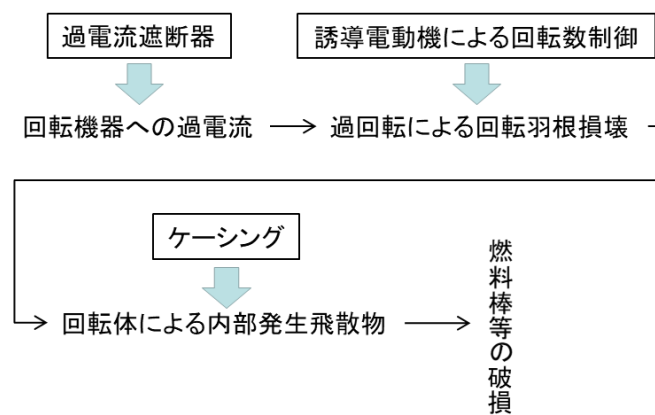 過電流遮断器
誘導電動機による回転数制御
回転機器への過電流
過回転による回転羽根損壊
ケーシング
回転体による内部発生飛散物
燃料棒等の破損